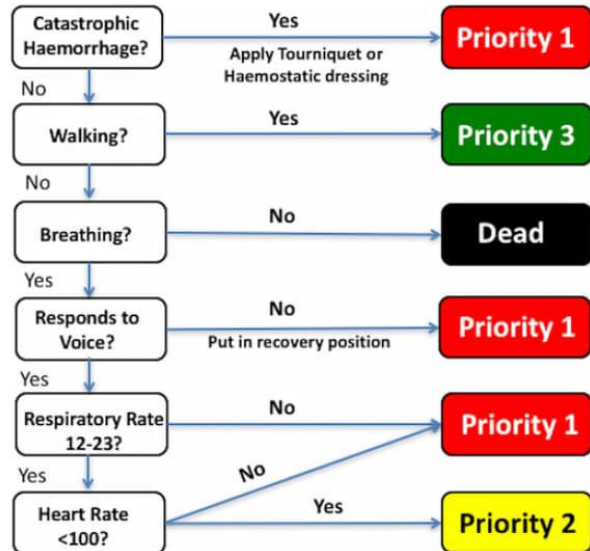 Catastrophic
Haemorrhage?
Yes
Apply Tourniquet or
Haemostatic dressing
Priority 1
No
Walking?
Yes
Priority 3
No
Breathing?
No
Dead
Yes
Responds to
Voice?
No
Put in recovery position
Priority 1
Yes
Respiratory Rate
12-23?
No
Priority 1
Yes
No
Heart Rate
<100?
Yes
Priority 2